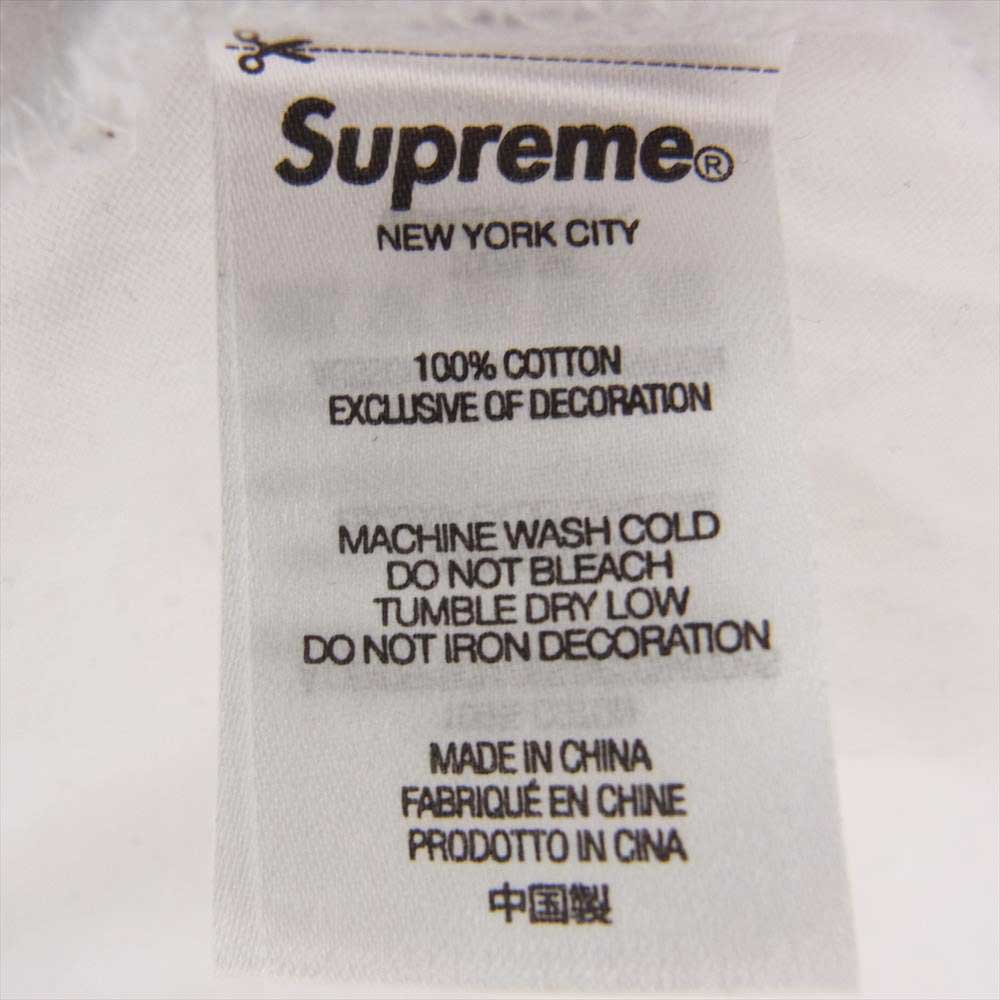 Supreme®
NEW YORK CITY
100% COTTON
EXCLUSIVE OF DECORATION
MACHINE WASH COLD
DO NOT BLEACH
TUMBLE DRY LOW
DO NOT IRON DECORATION
MADE IN CHINA
FABRIQUÉ EN CHINE
PRODOTTO IN CINA
中国製